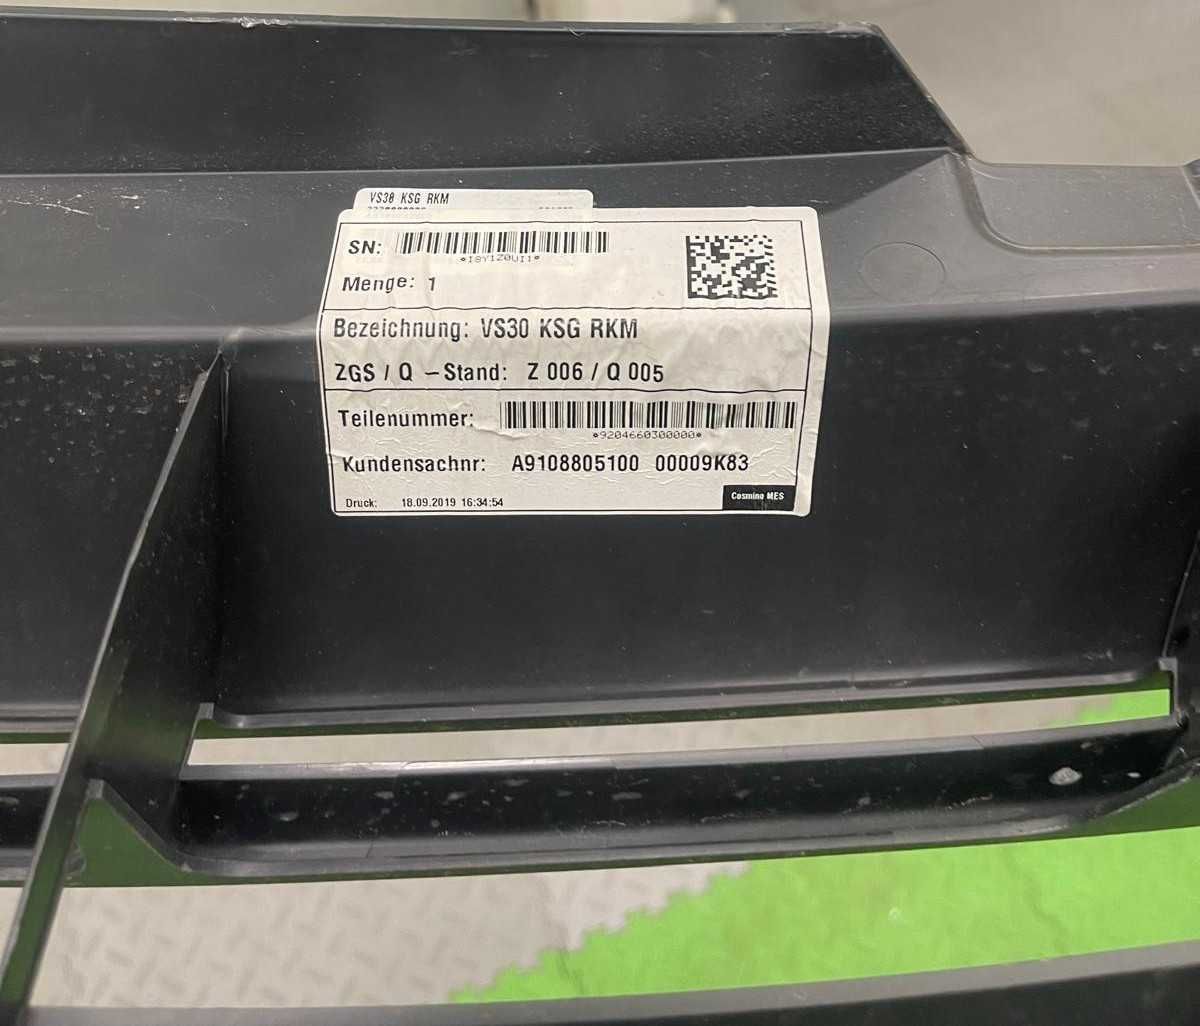 VS30 KSG RKM
SN:
*I8Y1Z0UI1*
Menge: 1
Bezeichnung: VS30 KSG RKM
ZGS / Q –Stand: Z 006 / Q 005
Teilenummer:
*9204660300000*
Kundensachnr: A9108805100 00009K83
Druck: 18.09.2019 16:34:54
Cosmino MES